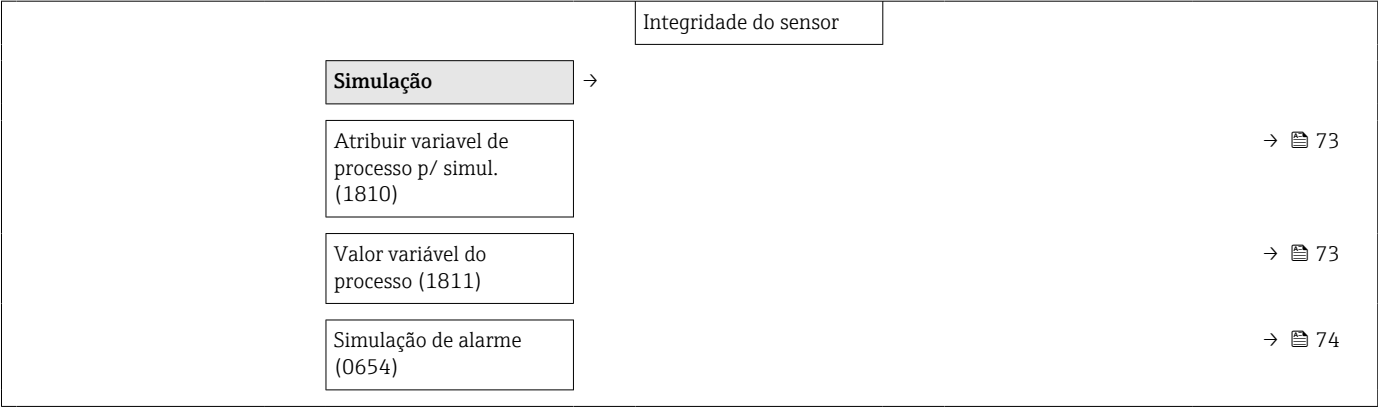 Integridade do sensor
Simulação →
Atribuir variavel de → 73
processo p/ simul.
(1810)
Valor variável do → 73
processo (1811)
Simulação de alarme → 74
(0654)